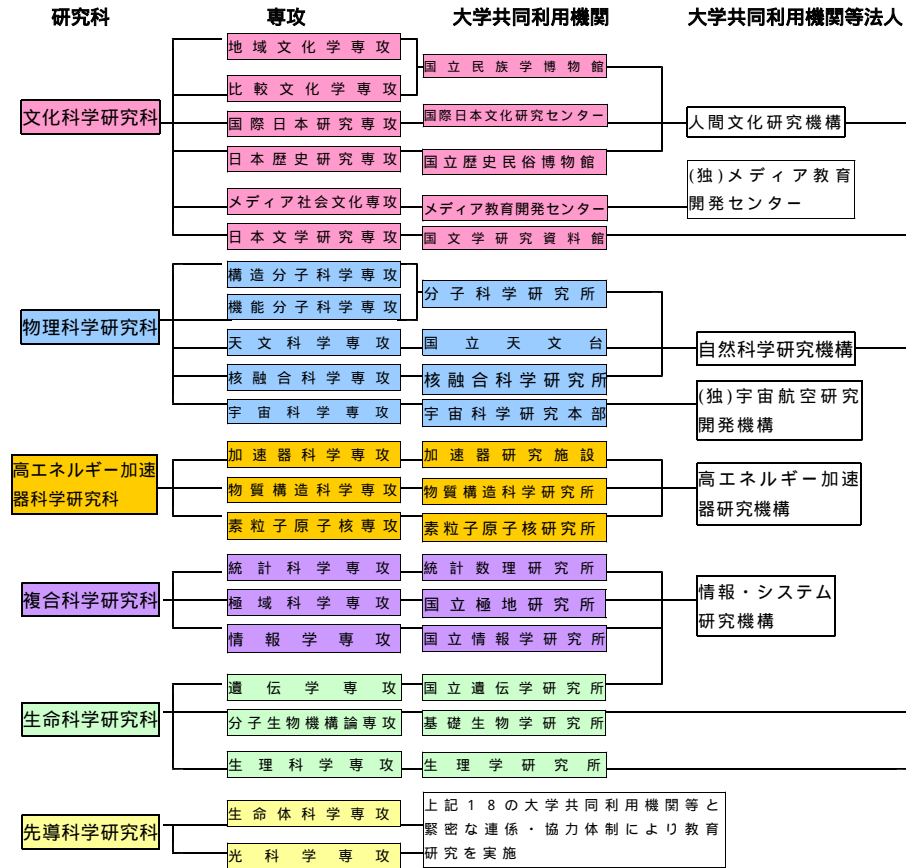 研究科 専攻 大学共同利用機関 大学共同利用機関等法人
文化科学研究科
地域文化学専攻
比較文化学専攻
国際日本研究専攻
日本歴史研究専攻
メディア社会文化専攻
日本文学研究専攻
国立民族学博物館
国際日本文化研究センター
国立歴史民俗博物館
メディア教育開発センター
国文学研究資料館
人間文化研究機構
(独)メディア教育
開発センター
物理科学研究科
構造分子科学専攻
機能分子科学専攻
天文科学専攻
核融合科学専攻
宇宙科学専攻
分子科学研究所
国立天文台
核融合科学研究所
宇宙科学研究本部
自然科学研究機構
(独)宇宙航空研究
開発機構
高エネルギー加速
器科学研究科
加速器科学専攻
物質構造科学専攻
素粒子原子核専攻
加速器研究施設
物質構造科学研究所
素粒子原子核研究所
高エネルギー加速
器研究機構
複合科学研究科
統計科学専攻
極域科学専攻
情報学専攻
統計数理研究所
国立極地研究所
国立情報学研究所
情報・システム
研究機構
生命科学研究科
遺伝学専攻
分子生物機構論専攻
生理科学専攻
国立遺伝学研究所
基礎生物学研究所
生理学研究所
先導科学研究科
生命体科学専攻
光科学専攻
上記18の大学共同利用機関等と
緊密な連係・協力体制により教育
研究を実施